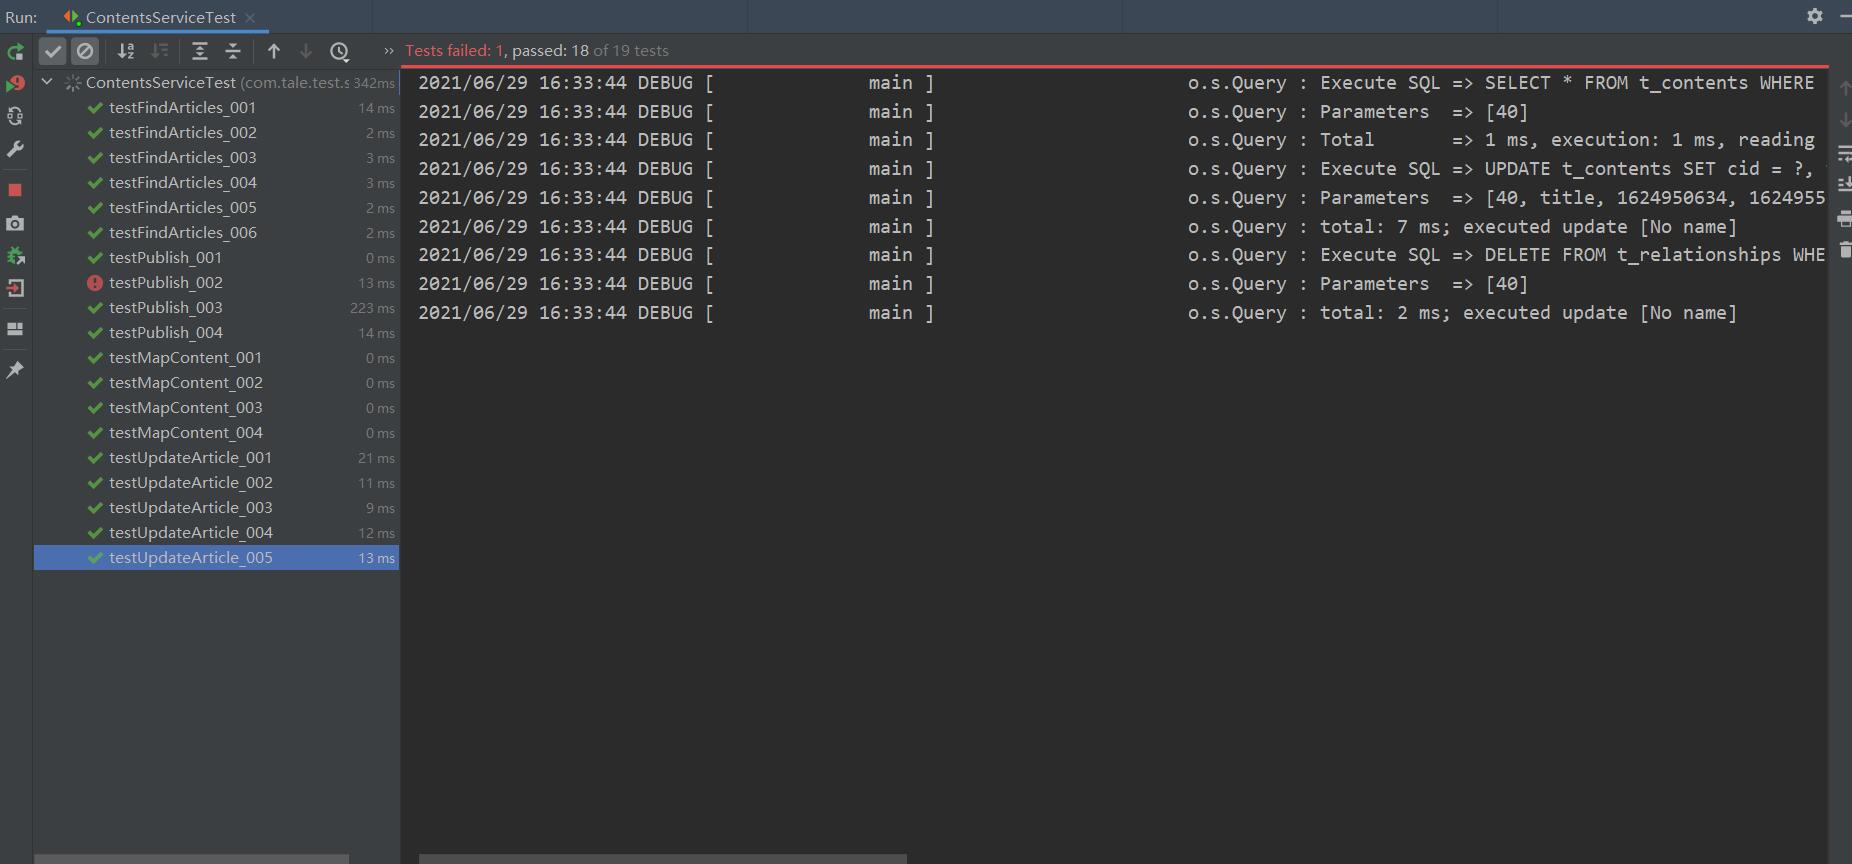 Run: ContentsServiceTest
Tests failed: 1, passed: 18 of 19 tests
ContentsServiceTest (com.tale.test.s 342ms
testFindArticles_001 14 ms
testFindArticles_002 2 ms
testFindArticles_003 3 ms
testFindArticles_004 3 ms
testFindArticles_005 2 ms
testFindArticles_006 2 ms
testPublish_001 0 ms
testPublish_002 13 ms
testPublish_003 223 ms
testPublish_004 14 ms
testMapContent_001 0 ms
testMapContent_002 0 ms
testMapContent_003 0 ms
testMapContent_004 0 ms
testUpdateArticle_001 21 ms
testUpdateArticle_002 11 ms
testUpdateArticle_003 9 ms
testUpdateArticle_004 12 ms
testUpdateArticle_005 13 ms
2021/06/29 16:33:44 DEBUG [ main ] o.s.Query : Execute SQL => SELECT * FROM t_contents WHERE
2021/06/29 16:33:44 DEBUG [ main ] o.s.Query : Parameters => [40]
2021/06/29 16:33:44 DEBUG [ main ] o.s.Query : Total => 1 ms, execution: 1 ms, reading
2021/06/29 16:33:44 DEBUG [ main ] o.s.Query : Execute SQL => UPDATE t_contents SET cid = ?,
2021/06/29 16:33:44 DEBUG [ main ] o.s.Query : Parameters => [40, title, 1624950634, 1624955
2021/06/29 16:33:44 DEBUG [ main ] o.s.Query : total: 7 ms; executed update [No name]
2021/06/29 16:33:44 DEBUG [ main ] o.s.Query : Execute SQL => DELETE FROM t_relationships WHE
2021/06/29 16:33:44 DEBUG [ main ] o.s.Query : Parameters => [40]
2021/06/29 16:33:44 DEBUG [ main ] o.s.Query : total: 2 ms; executed update [No name]